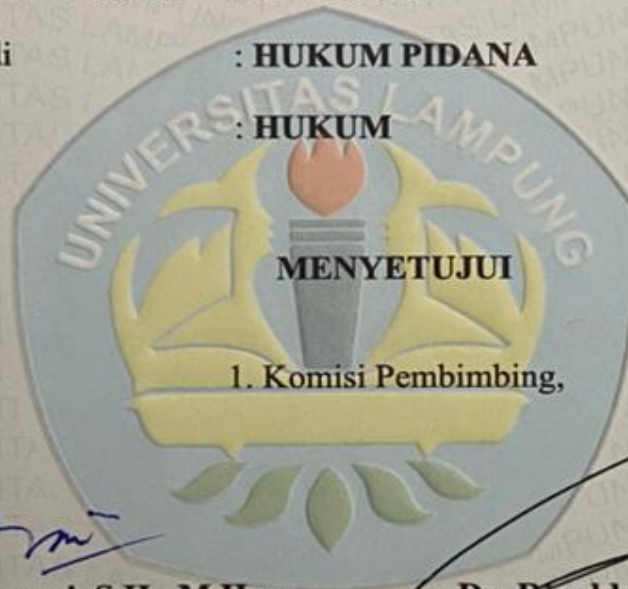 : HUKUM PIDANA
: HUKUM
UNIVERSITAS LAMPUNG
MENYETUJUI
1. Komisi Pembimbing,
S.H., M.H.